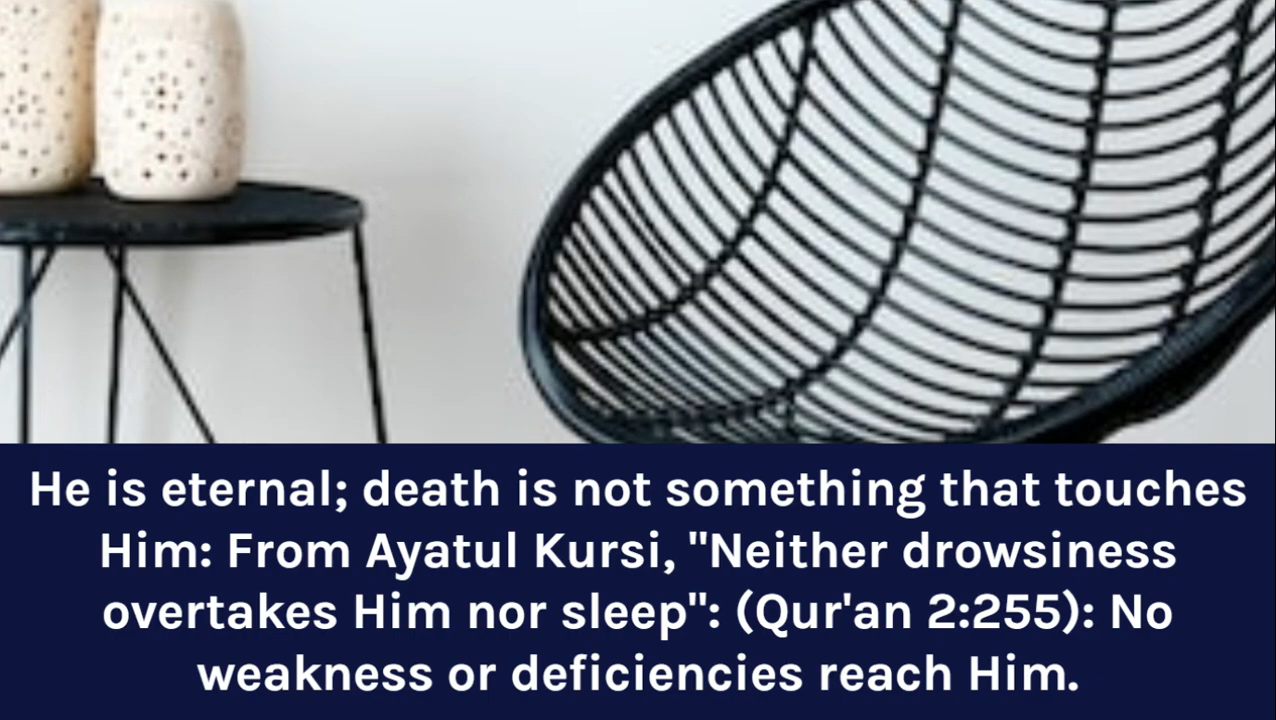 He is eternal; death is not something that touches
Him: From Ayatul Kursi, "Neither drowsiness
overtakes Him nor sleep": (Qur'an 2:255): No
weakness or deficiencies reach Him.